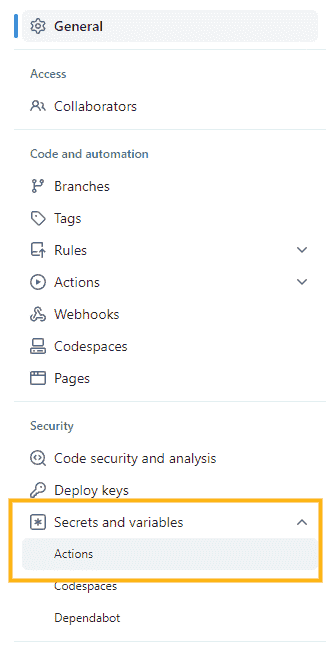 General
Access
Collaborators
Code and automation
Branches
Tags
Rules
Actions
Webhooks
Codespaces
Pages
Security
Code security and analysis
Deploy keys
Secrets and variables
Actions
Codespaces
Dependabot